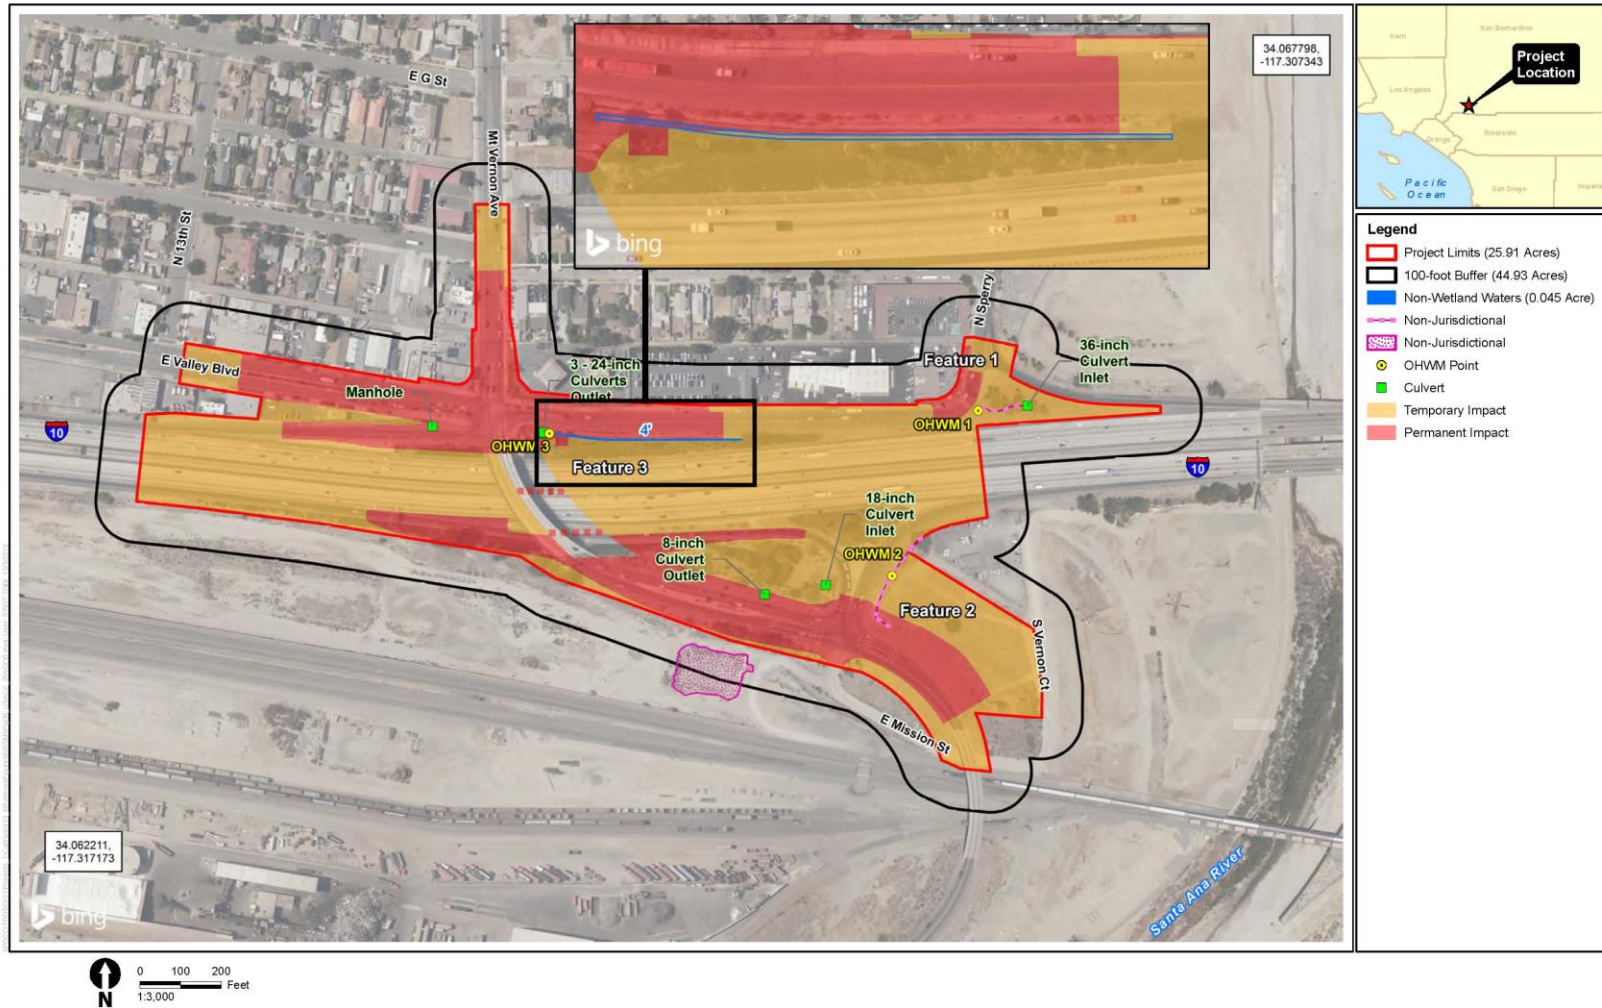 E G St
Mt Vernon Ave
N 13th St
34.067798,
-117.307343
bing
N Sperry
E Valley Blvd
Manhole
3 - 24-inch
Culverts
Outlet
Feature 1
36-inch
Culvert
Inlet
OHWM 1
10
OHWM 3
4'
Feature 3
10
18-inch
Culvert
Inlet
8-inch
Culvert
Outlet
OHWM 2
Feature 2
S Vernon Ct
E Mission St
34.062211,
-117.317173
bing
Santa Ana River
N
0 100 200
Feet
1:3,000
Kern
San Bernardino
Project
Location
Los Angeles
Orange
Riverside
Pacific
Ocean
San Diego
Imperia
Legend
Project Limits (25.91 Acres)
100-foot Buffer (44.93 Acres)
Non-Wetland Waters (0.045 Acre)
Non-Jurisdictional
Non-Jurisdictional
OHWM Point
Culvert
Temporary Impact
Permanent Impact